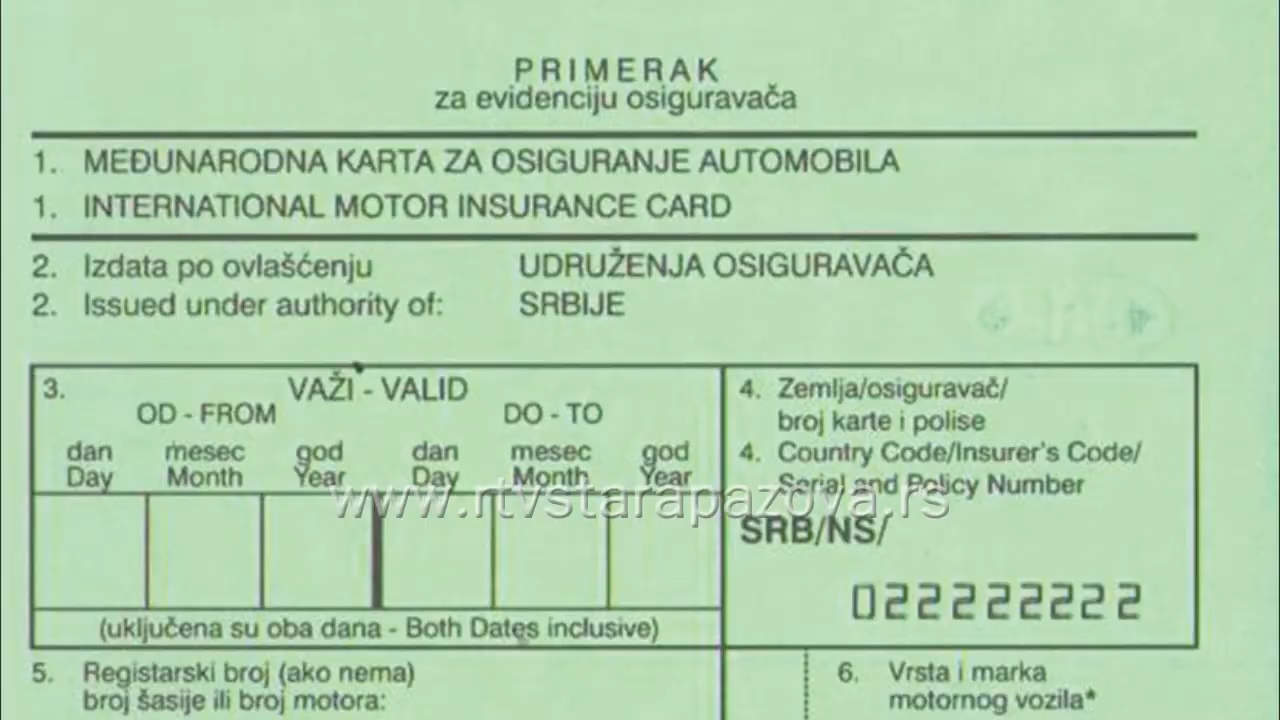 PRIMERAK
za evidenciju osiguravača
1. MEĐUNARODNA KARTA ZA OSIGURANJE AUTOMOBILA
1. INTERNATIONAL MOTOR INSURANCE CARD
2. Izdata po ovlašćenju UDRUŽENJA OSIGURAVAČA
2. Issued under authority of: SRBIJE
3. VAŽI - VALID
OD - FROM DO - TO
dan mesec god dan mesec god
Day Month Year Day Month Year
(uključena su oba dana - Both Dates inclusive)
4. Zemlja/osiguravač/
broj karte i polise
4. Country Code/Insurer's Code/
Serial and Policy Number
SRB/NS/
022222222
www.rtvstarapazova.rs
5. Registarski broj (ako nema)
broj šasije ili broj motora:
6. Vrsta i marka
motornog vozila*